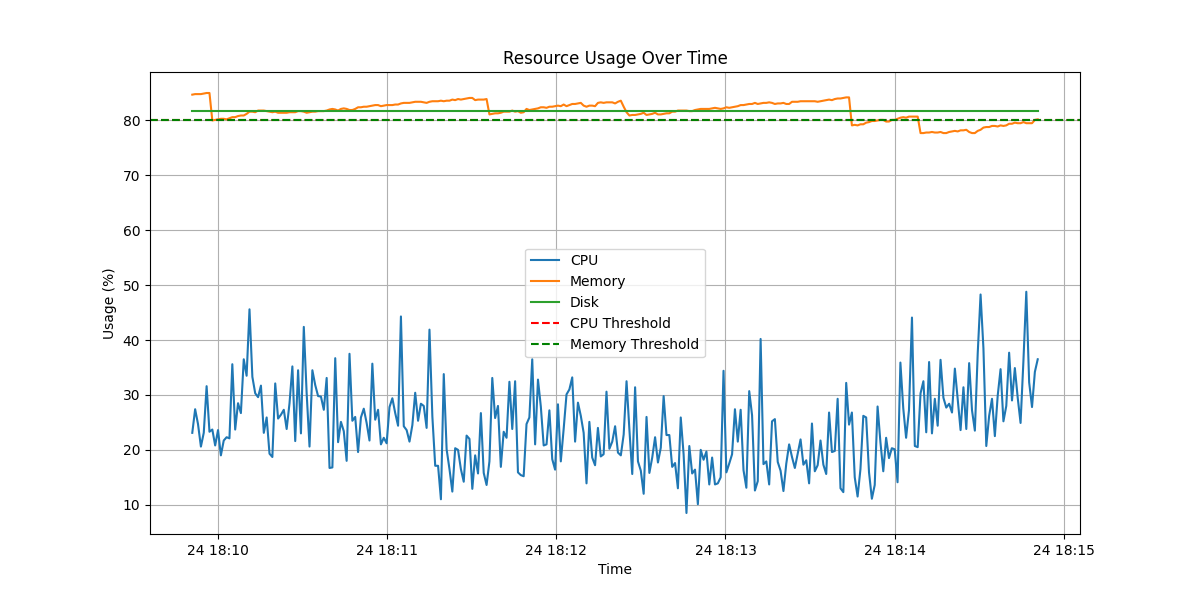 Resource Usage Over Time
Usage (%)
80
70
60
50
40
30
20
10
CPU
Memory
Disk
CPU Threshold
Memory Threshold
24 18:10 24 18:11 24 18:12 24 18:13 24 18:14 24 18:15
Time